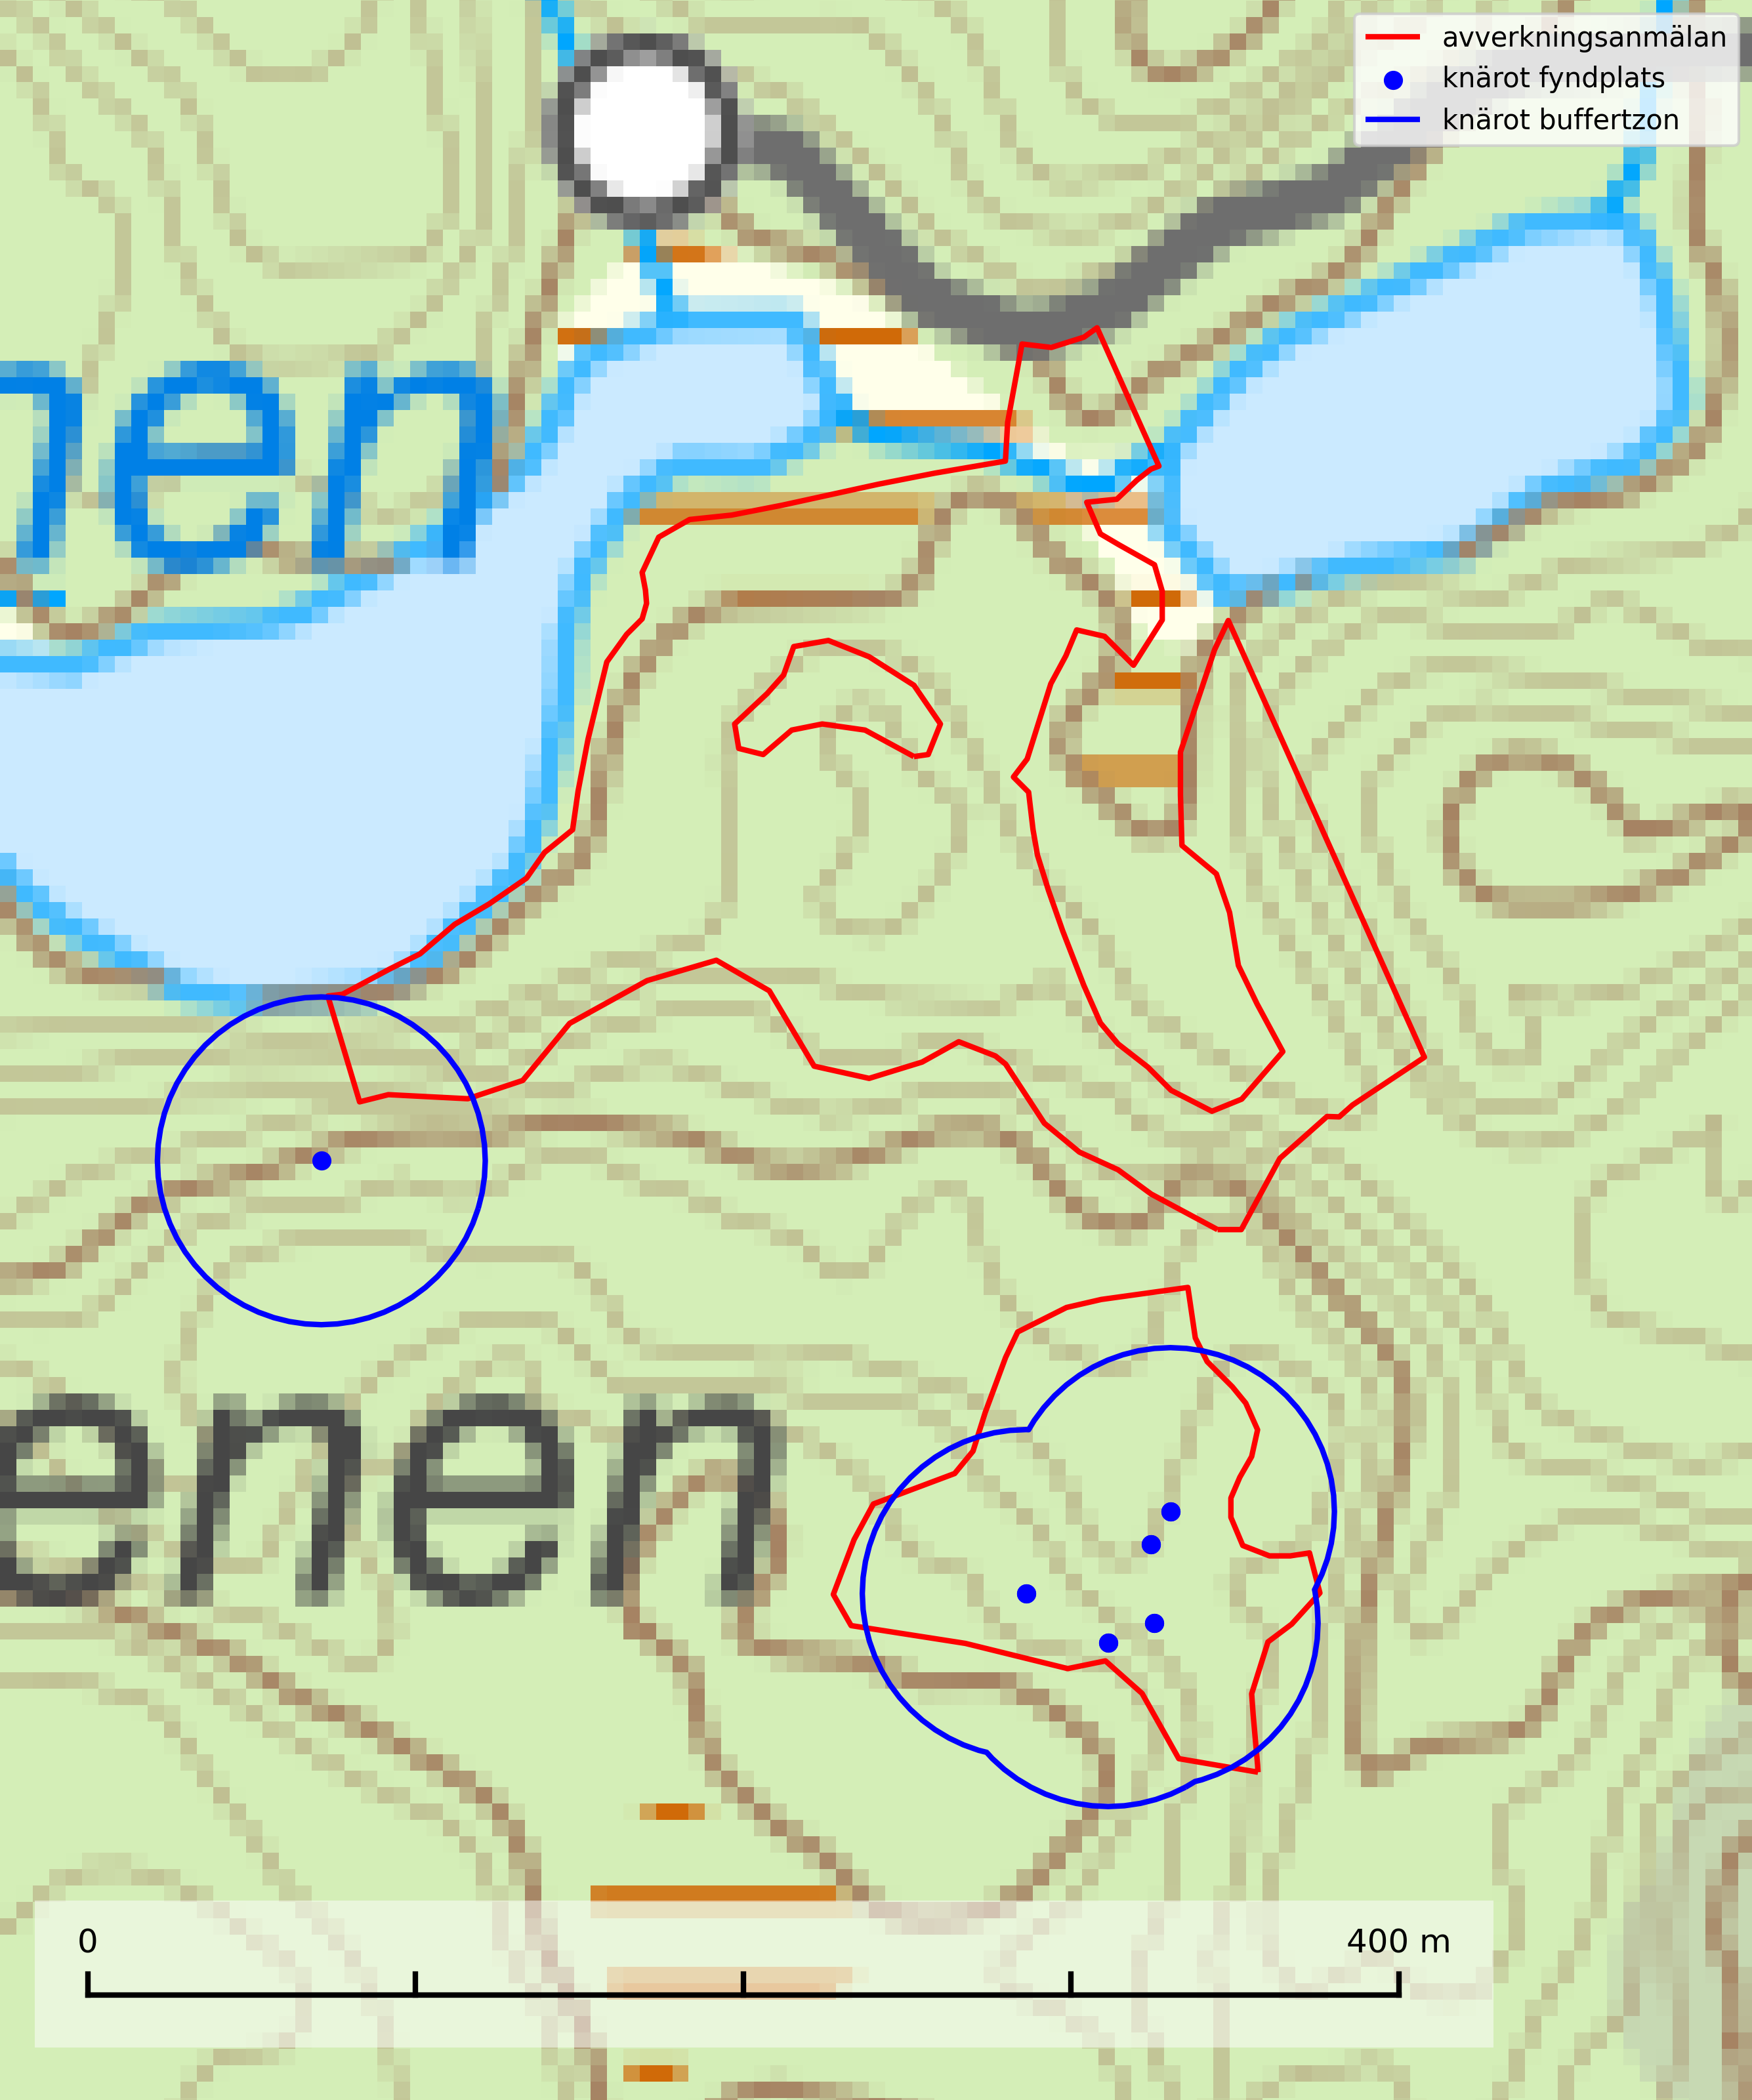 avverkningsanmälan
knärot fyndplats
knärot buffertzon
nen
enen
0 400 m